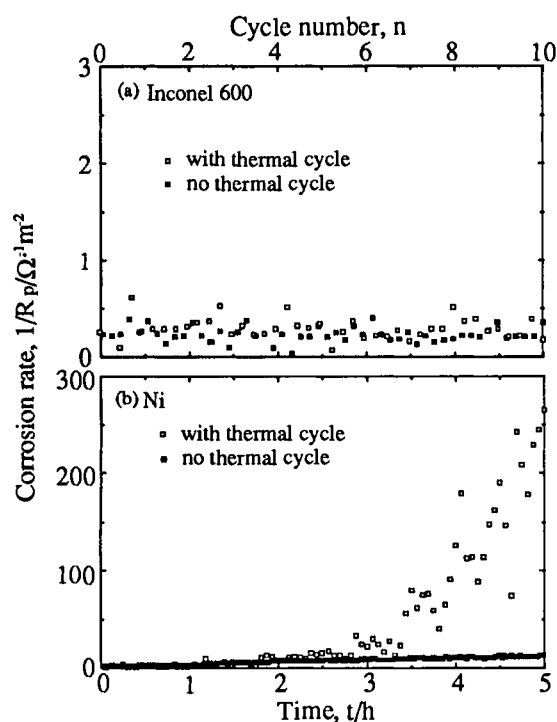 Cycle number, n
0 2 4 6 8 10
3
2
1
0
(a) Inconel 600
with thermal cycle
no thermal cycle
Corrosion rate, 1/Rp/Ω⁻¹m⁻²
300
250
100
0
(b) Ni
with thermal cycle
no thermal cycle
0 1 2 3 4 5
Time, t/h